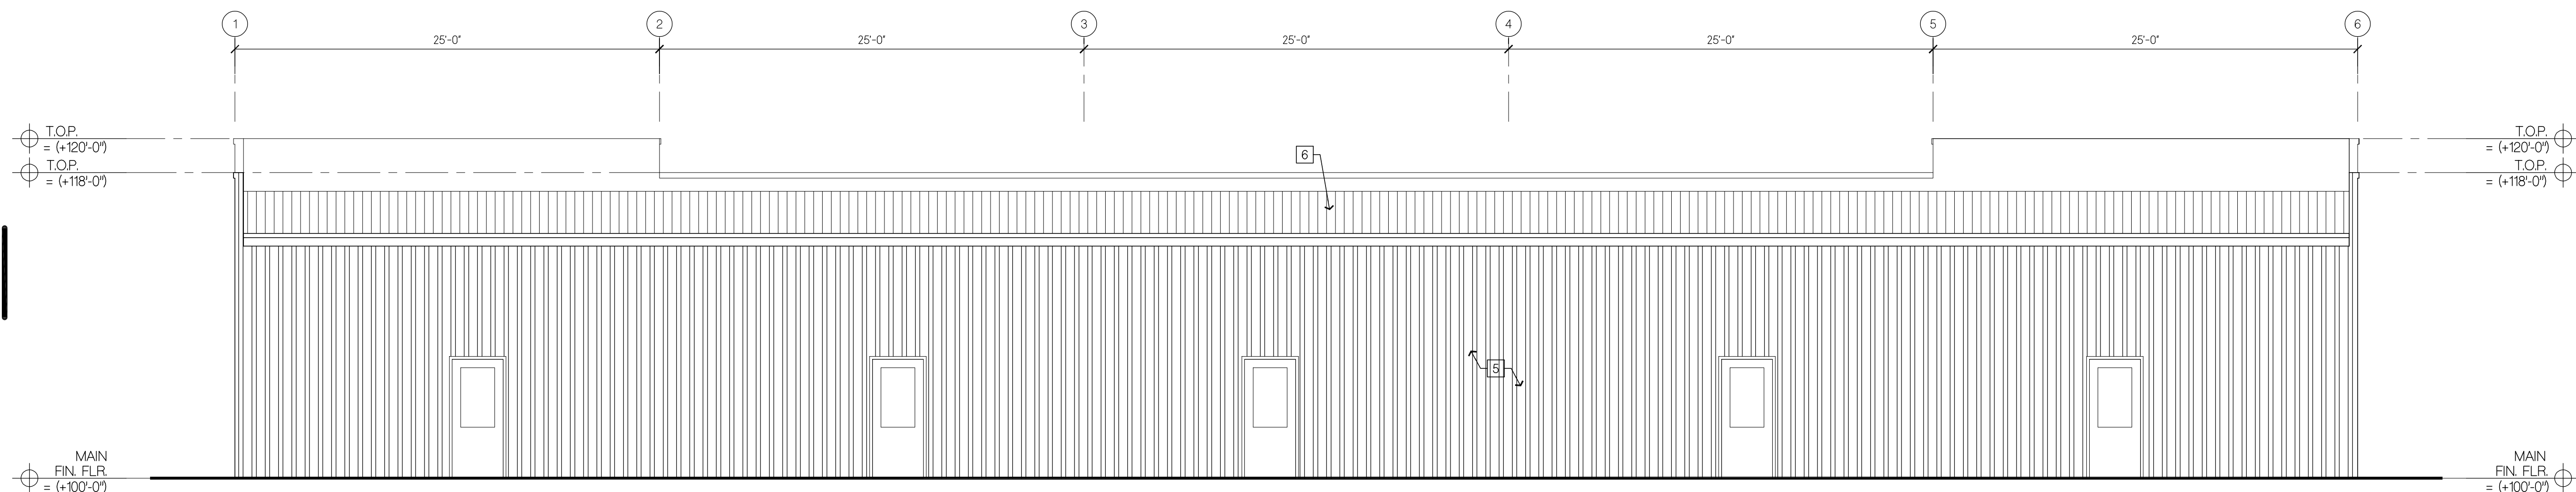 1 2 3 4 5 6
25'-0" 25'-0" 25'-0" 25'-0" 25'-0"
T.O.P.
= (+120'-0")
T.O.P.
= (+118'-0")
T.O.P.
= (+120'-0")
T.O.P.
= (+118'-0")
6
5
MAIN
FIN. FLR.
= (+100'-0")
MAIN
FIN. FLR.
= (+100'-0")